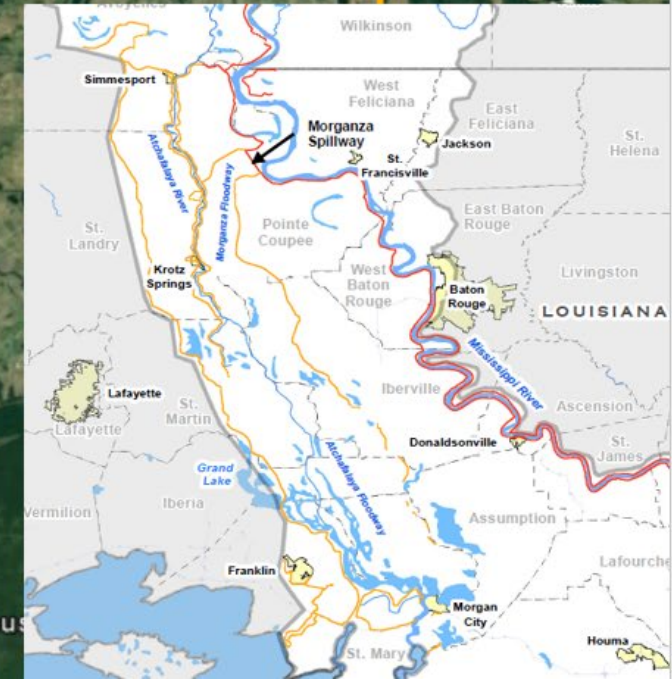 Avoyelles
Wilkinson
Simmesport
West
Feliciana
East
Feliciana
Morganza
Spillway
Jackson
St.
Francisville
St.
Helena
Atchafalaya River
Morganza Floodway
St.
Landry
Pointe
Coupee
East Baton
Rouge
Krotz
Springs
West
Baton
Rouge
Baton
Rouge
Livingston
LOUISIANA
Mississippi River
Lafayette
Lafayette
St.
Martin
Iberville
Ascension
Donaldsonville
St.
James
Grand
Lake
Atchafalaya Floodway
Vermilion
Iberia
Assumption
Franklin
Lafourche
Morgan
City
St. Mary
Houma